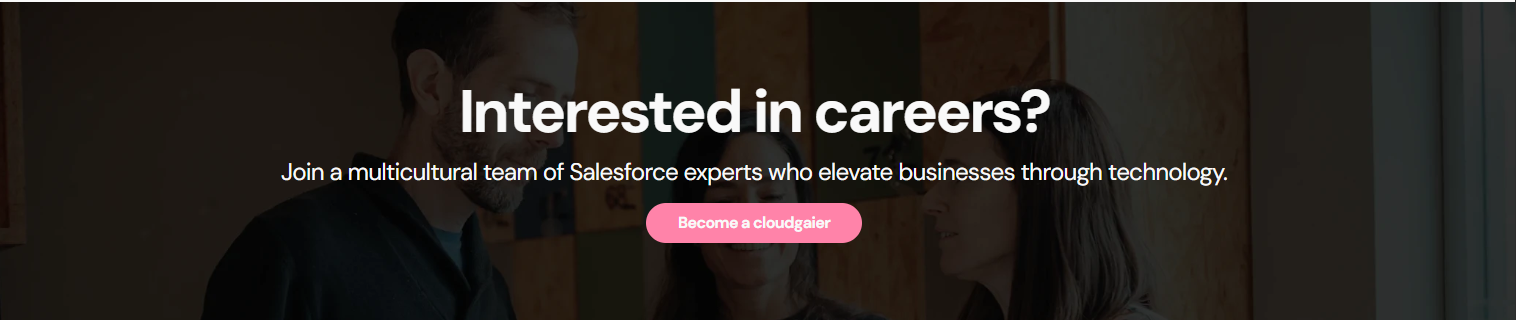 Interested in careers?
Join a multicultural team of Salesforce experts who elevate businesses through technology.
Become a cloudgaier